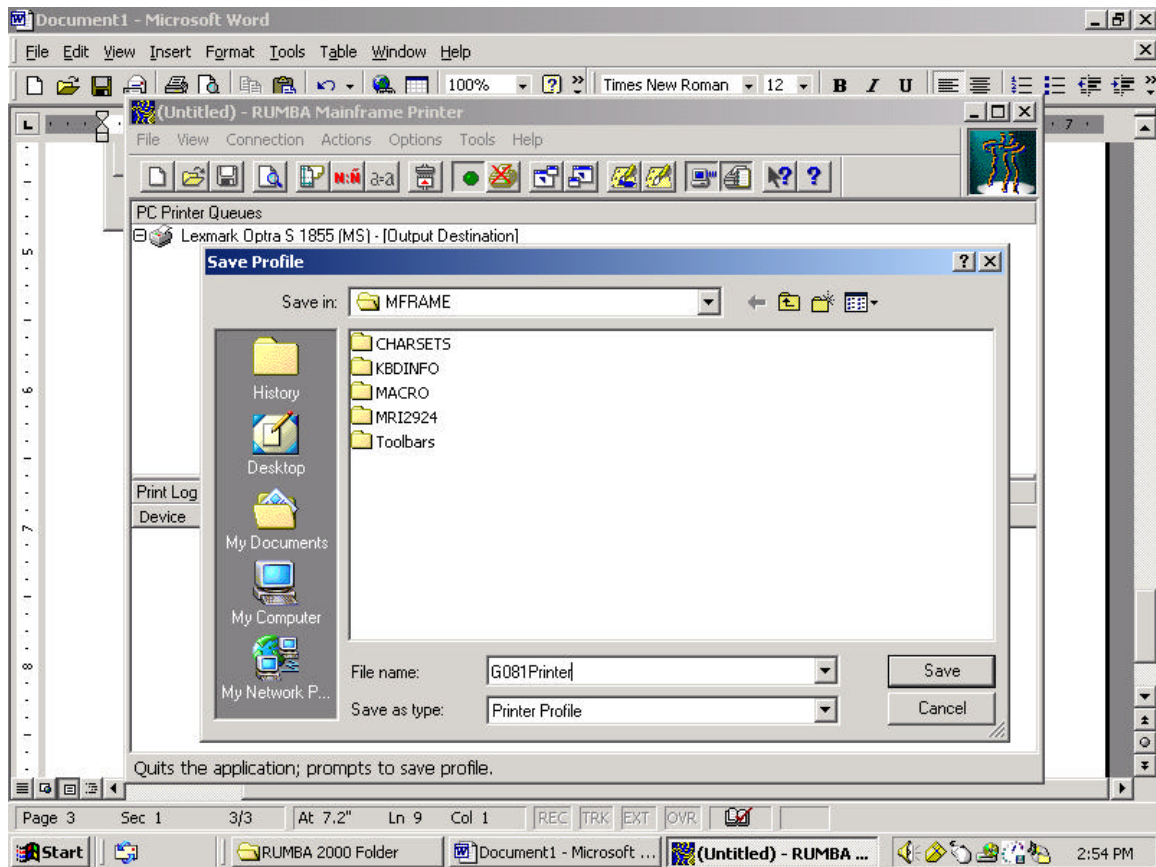 Document1 - Microsoft Word
File Edit View Insert Format Tools Table Window Help
100% Times New Roman 12 B I U
(Untitled) - RUMBA Mainframe Printer
7
File View Connection Actions Options Tools Help
N:Ñ a=a
PC Printer Queues
Lexmark Optra S 1855 (MS) - [Output Destination]
Save Profile
Save in: MFRAME
CHARSETS
KBDINFO
MACRO
MRI2924
Toolbars
History
Desktop
My Documents
My Computer
My Network P...
Print Log
Device
5
6
7
8
File name: G081Printer
Save
Save as type: Printer Profile
Cancel
Quits the application; prompts to save profile.
Page 3 Sec 1 3/3 At 7.2" Ln 9 Col 1 REC TRK EXT OVR
Start RUMBA 2000 Folder Document1 - Microsoft ... (Untitled) - RUMBA ... 2:54 PM